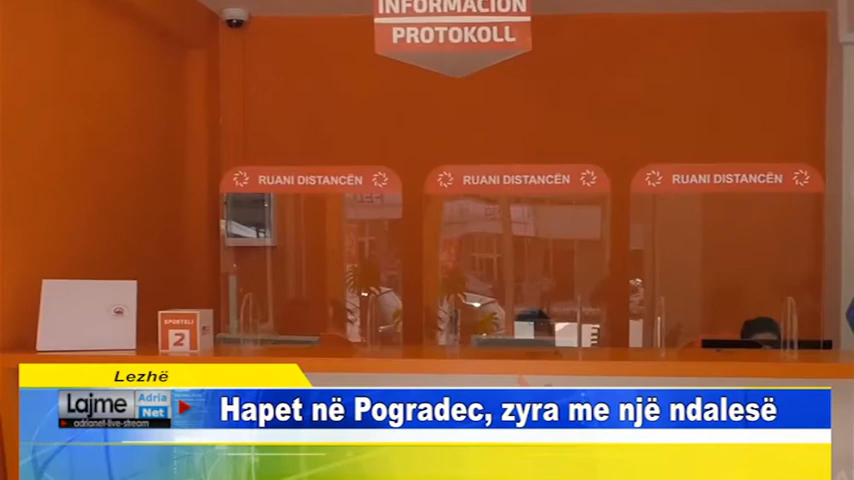 INFORMACION
PROTOKOLL
RUANI DISTANCËN
RUANI DISTANCËN
RUANI DISTANCËN
SPORTELI
2
Lezhë
Lajme
Adria
Net
adrianet-live-stream
Hapet në Pogradec, zyra me një ndalesë